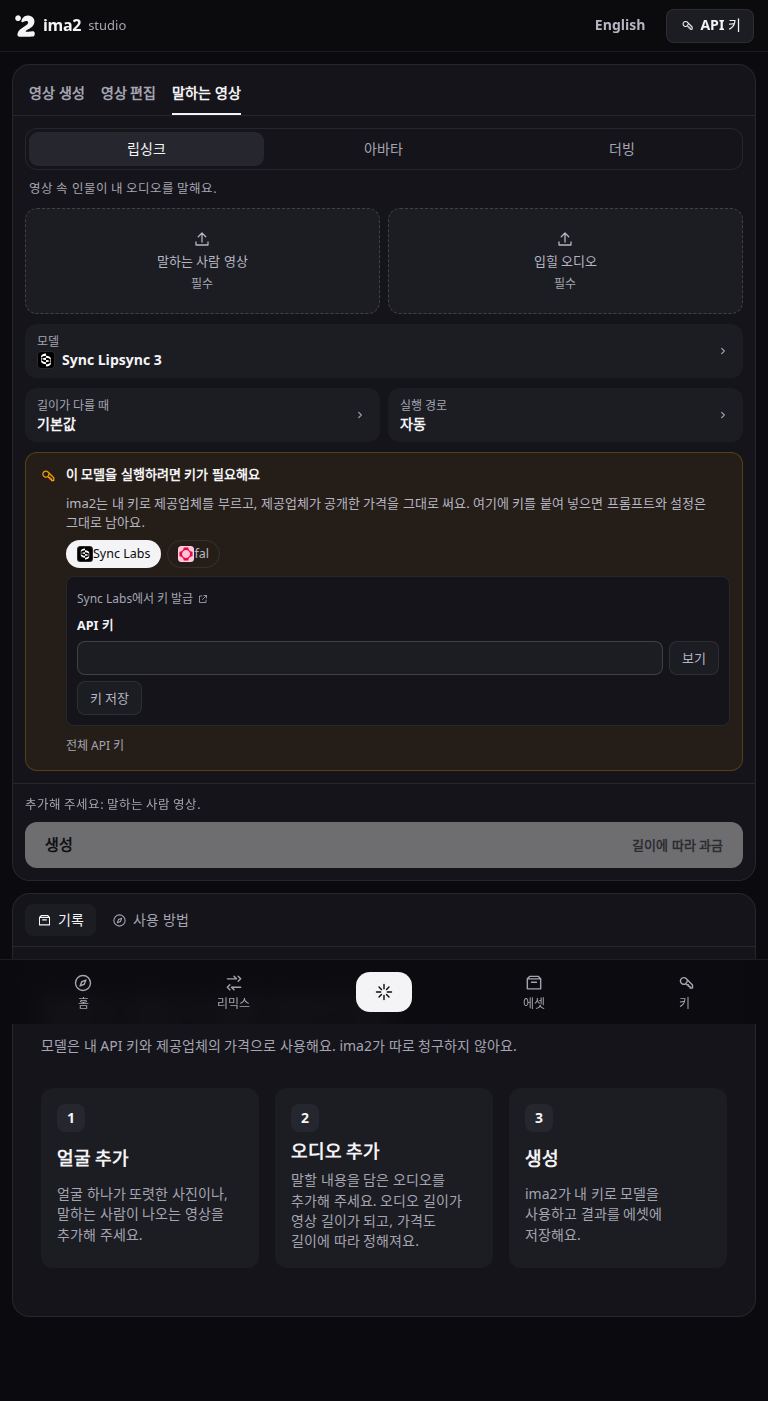 ima2 studio
English
API 키
영상 생성
영상 편집
말하는 영상
립싱크
아바타
더빙
영상 속 인물이 내 오디오를 말해요.
말하는 사람 영상
필수
입힐 오디오
필수
모델
Sync Lipsync 3
길이가 다를 때
기본값
실행 경로
자동
이 모델을 실행하려면 키가 필요해요
ima2는 내 키로 제공업체를 부르고, 제공업체가 공개한 가격을 그대로 써요. 여기에 키를 붙여 넣으면 프롬프트와 설정은
그대로 남아요.
Sync Labs
fal
Sync Labs에서 키 발급
API 키
보기
키 저장
전체 API 키
추가해 주세요: 말하는 사람 영상.
생성
길이에 따라 과금
기록
사용 방법
홈
리믹스
에셋
키
모델은 내 API 키와 제공업체의 가격으로 사용해요. ima2가 따로 청구하지 않아요.
1
얼굴 추가
얼굴 하나가 또렷한 사진이나,
말하는 사람이 나오는 영상을
추가해 주세요.
2
오디오 추가
말할 내용을 담은 오디오를
추가해 주세요. 오디오 길이가
영상 길이가 되고, 가격도
길이에 따라 정해져요.
3
생성
ima2가 내 키로 모델을
사용하고 결과를 에셋에
저장해요.